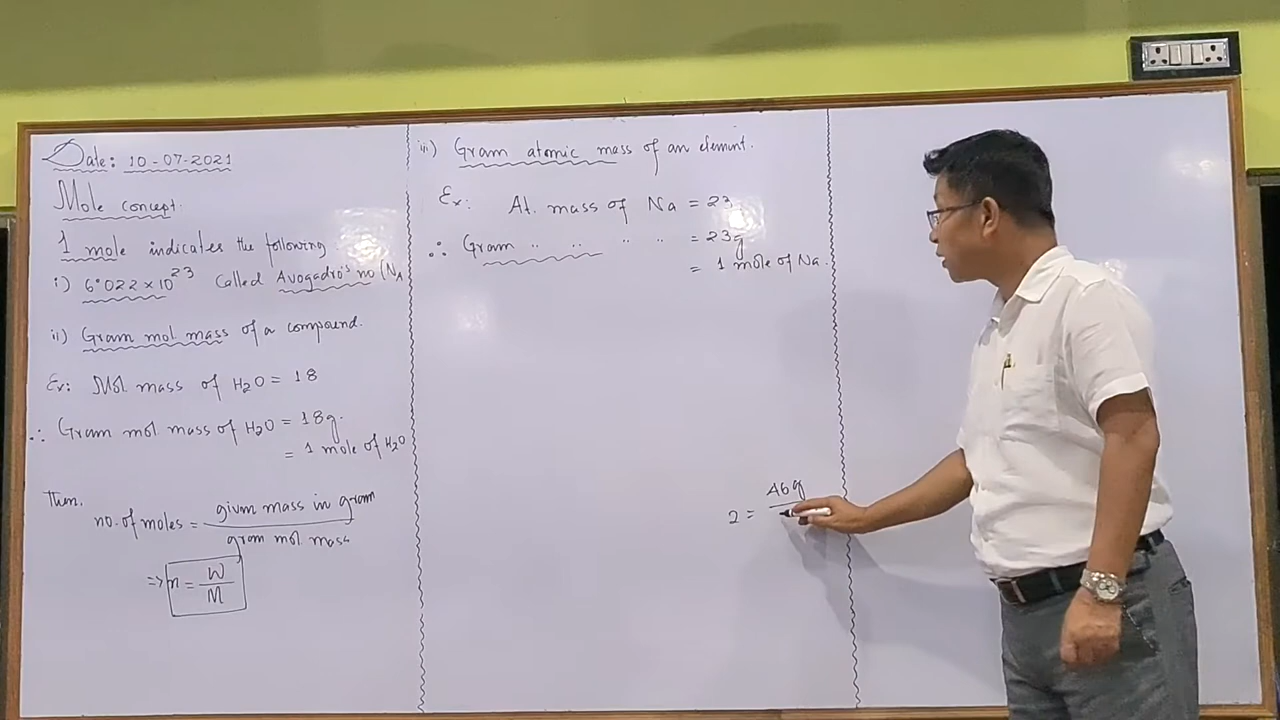 Date: 10-07-2021
Mole Concept.
1 mole indicates the following
i) 6.022 × 10²³ Called Avogadro's no (N_A
ii) Gram mol mass of a compound.
Ex: Mol mass of H₂O = 18
∴ Gram mol mass of H₂O = 18g.
= 1 mole of H₂O
Then,
no. of moles = given mass in gram / gram mol mass
=> n = W/M
iii) Gram atomic mass of an element.
Ex: At. mass of Na = 23
∴ Gram " " " " = 23g
= 1 mole of Na.
2 = 46g